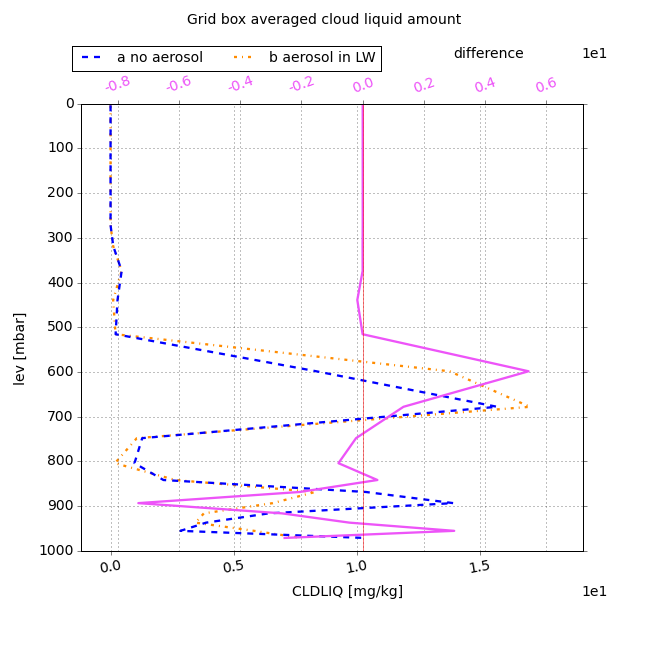 Grid box averaged cloud liquid amount
a no aerosol b aerosol in LW
difference 1e1
-0.8 -0.6 -0.4 -0.2 0.0 0.2 0.4 0.6
0
100
200
300
400
500
600
700
800
900
1000
lev [mbar]
0.0 0.5 1.0 1.5
CLDLIQ [mg/kg] 1e1